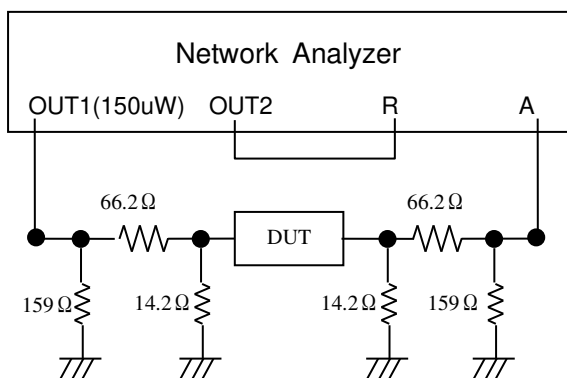 Network Analyzer
OUT1(150uW) OUT2 R A
66.2Ω 66.2Ω
DUT
159Ω 14.2Ω 14.2Ω 159Ω